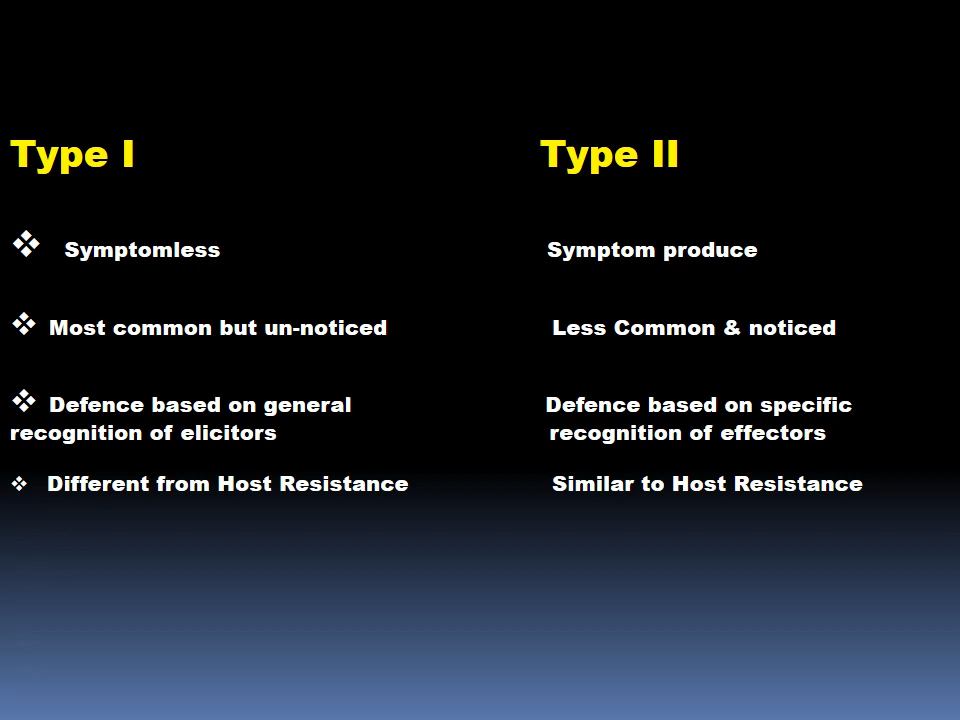 Type I Type II
❖ Symptomless Symptom produce
❖ Most common but un-noticed Less Common & noticed
❖ Defence based on general Defence based on specific
recognition of elicitors recognition of effectors
❖ Different from Host Resistance Similar to Host Resistance